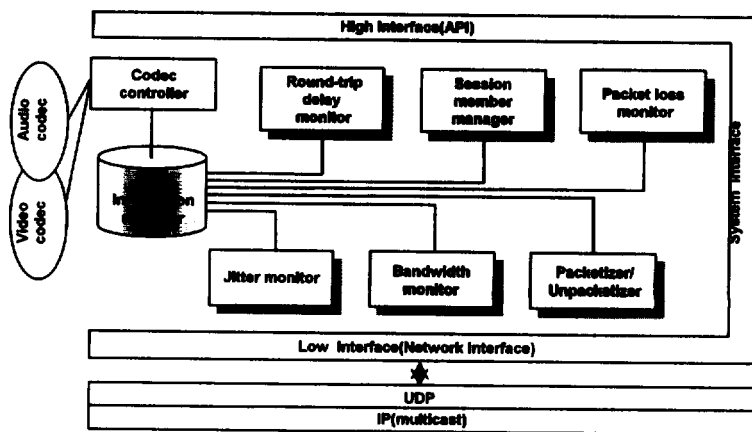 High Interface(API)
Codec
controller
Round-trip
delay
monitor
Session
member
manager
Packet loss
monitor
Audio
codec
Video
codec
System Interface
Jitter monitor
Bandwidth
monitor
Packetizer/
Unpacketizer
Low Interface(Network Interface)
UDP
IP(multicast)